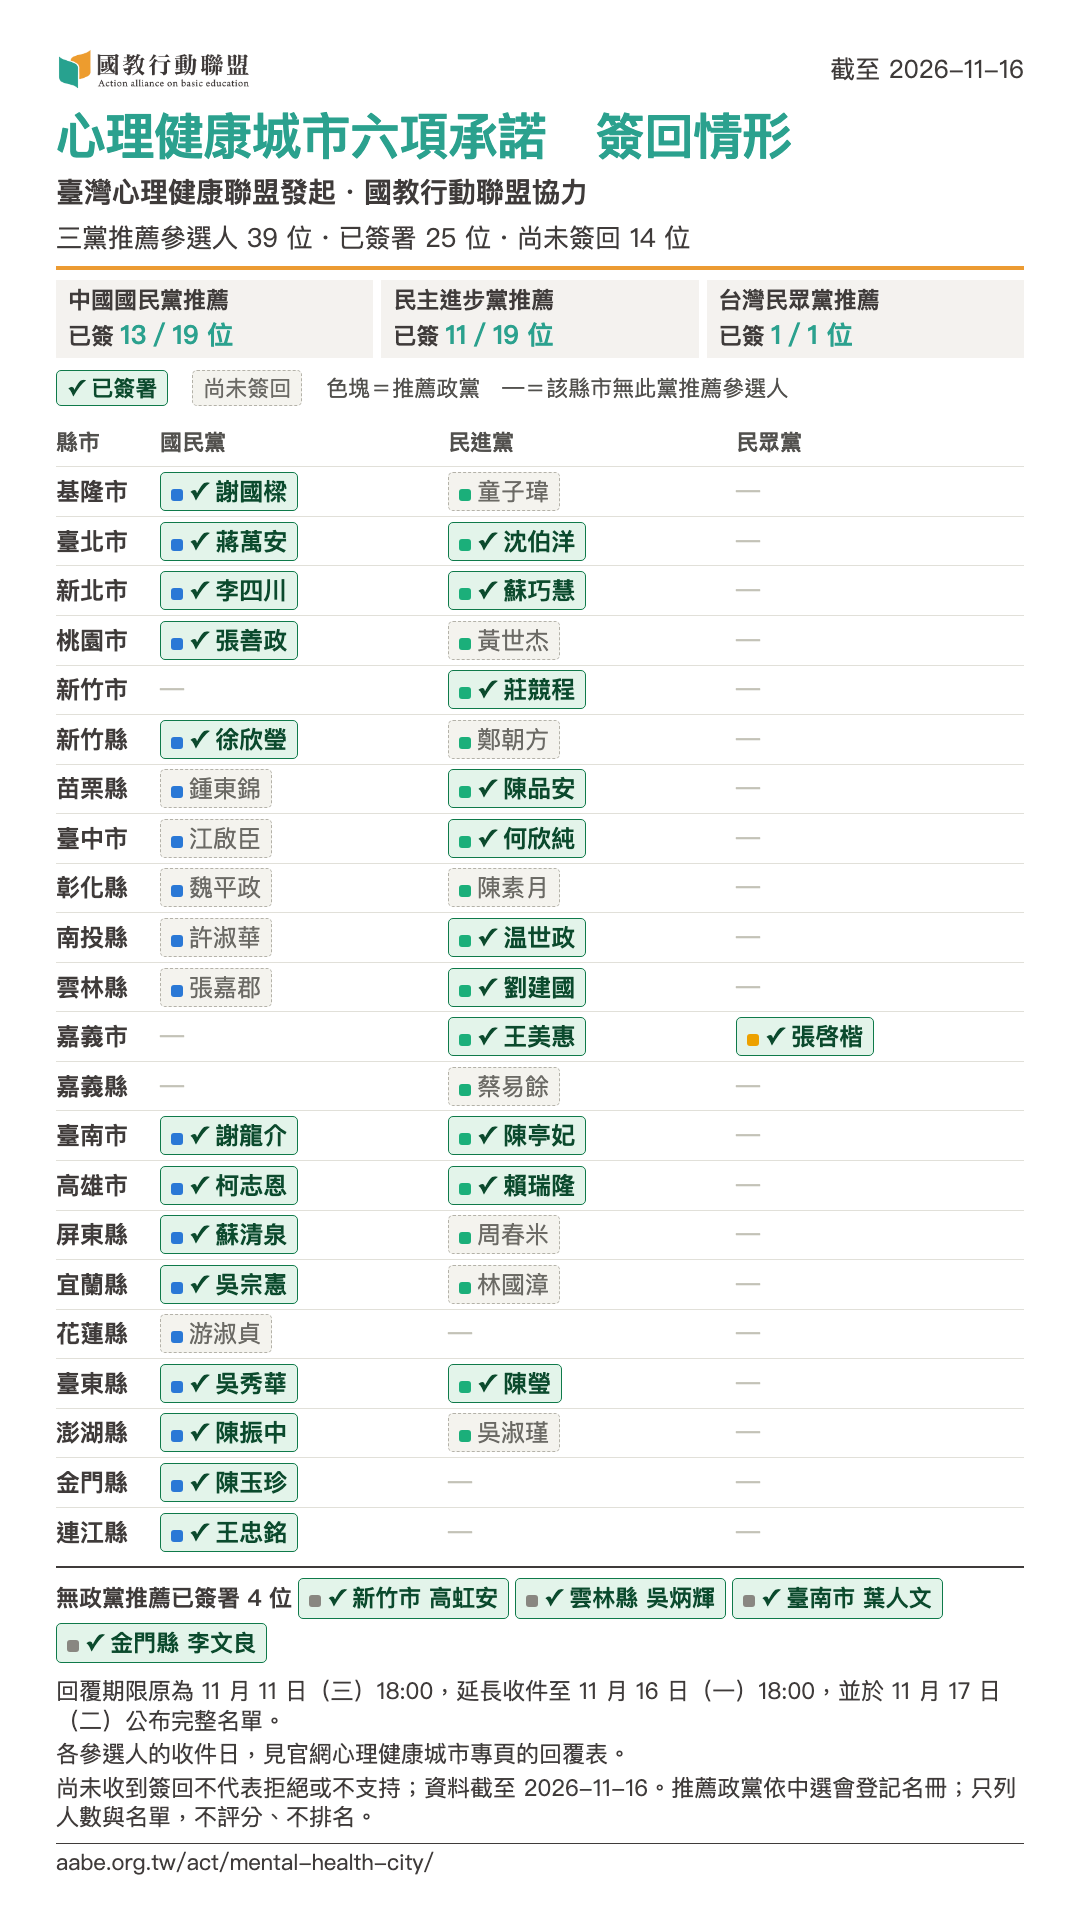 國教行動聯盟
Action alliance on basic education
截至 2026-11-16
心理健康城市六項承諾　簽回情形
臺灣心理健康聯盟發起・國教行動聯盟協力
三黨推薦參選人 39 位・已簽署 25 位・尚未簽回 14 位
中國國民黨推薦
已簽 13 / 19 位
民主進步黨推薦
已簽 11 / 19 位
台灣民眾黨推薦
已簽 1 / 1 位
✓ 已簽署　尚未簽回　色塊＝推薦政黨　—＝該縣市無此黨推薦參選人
縣市 國民黨 民進黨 民眾黨
基隆市 ✓ 謝國樑 童子瑋 —
臺北市 ✓ 蔣萬安 ✓ 沈伯洋 —
新北市 ✓ 李四川 ✓ 蘇巧慧 —
桃園市 ✓ 張善政 黃世杰 —
新竹市 — ✓ 莊競程 —
新竹縣 ✓ 徐欣瑩 鄭朝方 —
苗栗縣 鍾東錦 ✓ 陳品安 —
臺中市 江啟臣 ✓ 何欣純 —
彰化縣 魏平政 陳素月 —
南投縣 許淑華 ✓ 温世政 —
雲林縣 張嘉郡 ✓ 劉建國 —
嘉義市 — ✓ 王美惠 ✓ 張啓楷
嘉義縣 — 蔡易餘 —
臺南市 ✓ 謝龍介 ✓ 陳亭妃 —
高雄市 ✓ 柯志恩 ✓ 賴瑞隆 —
屏東縣 ✓ 蘇清泉 周春米 —
宜蘭縣 ✓ 吳宗憲 林國漳 —
花蓮縣 游淑貞 — —
臺東縣 ✓ 吳秀華 ✓ 陳瑩 —
澎湖縣 ✓ 陳振中 吳淑瑾 —
金門縣 ✓ 陳玉珍 — —
連江縣 ✓ 王忠銘 — —
無政黨推薦已簽署 4 位 ✓ 新竹市 高虹安 ✓ 雲林縣 吳炳輝 ✓ 臺南市 葉人文
✓ 金門縣 李文良
回覆期限原為 11 月 11 日（三）18:00，延長收件至 11 月 16 日（一）18:00，並於 11 月 17 日
（二）公布完整名單。
各參選人的收件日，見官網心理健康城市專頁的回覆表。
尚未收到簽回不代表拒絕或不支持；資料截至 2026-11-16。推薦政黨依中選會登記名冊；只列
人數與名單，不評分、不排名。
aabe.org.tw/act/mental-health-city/